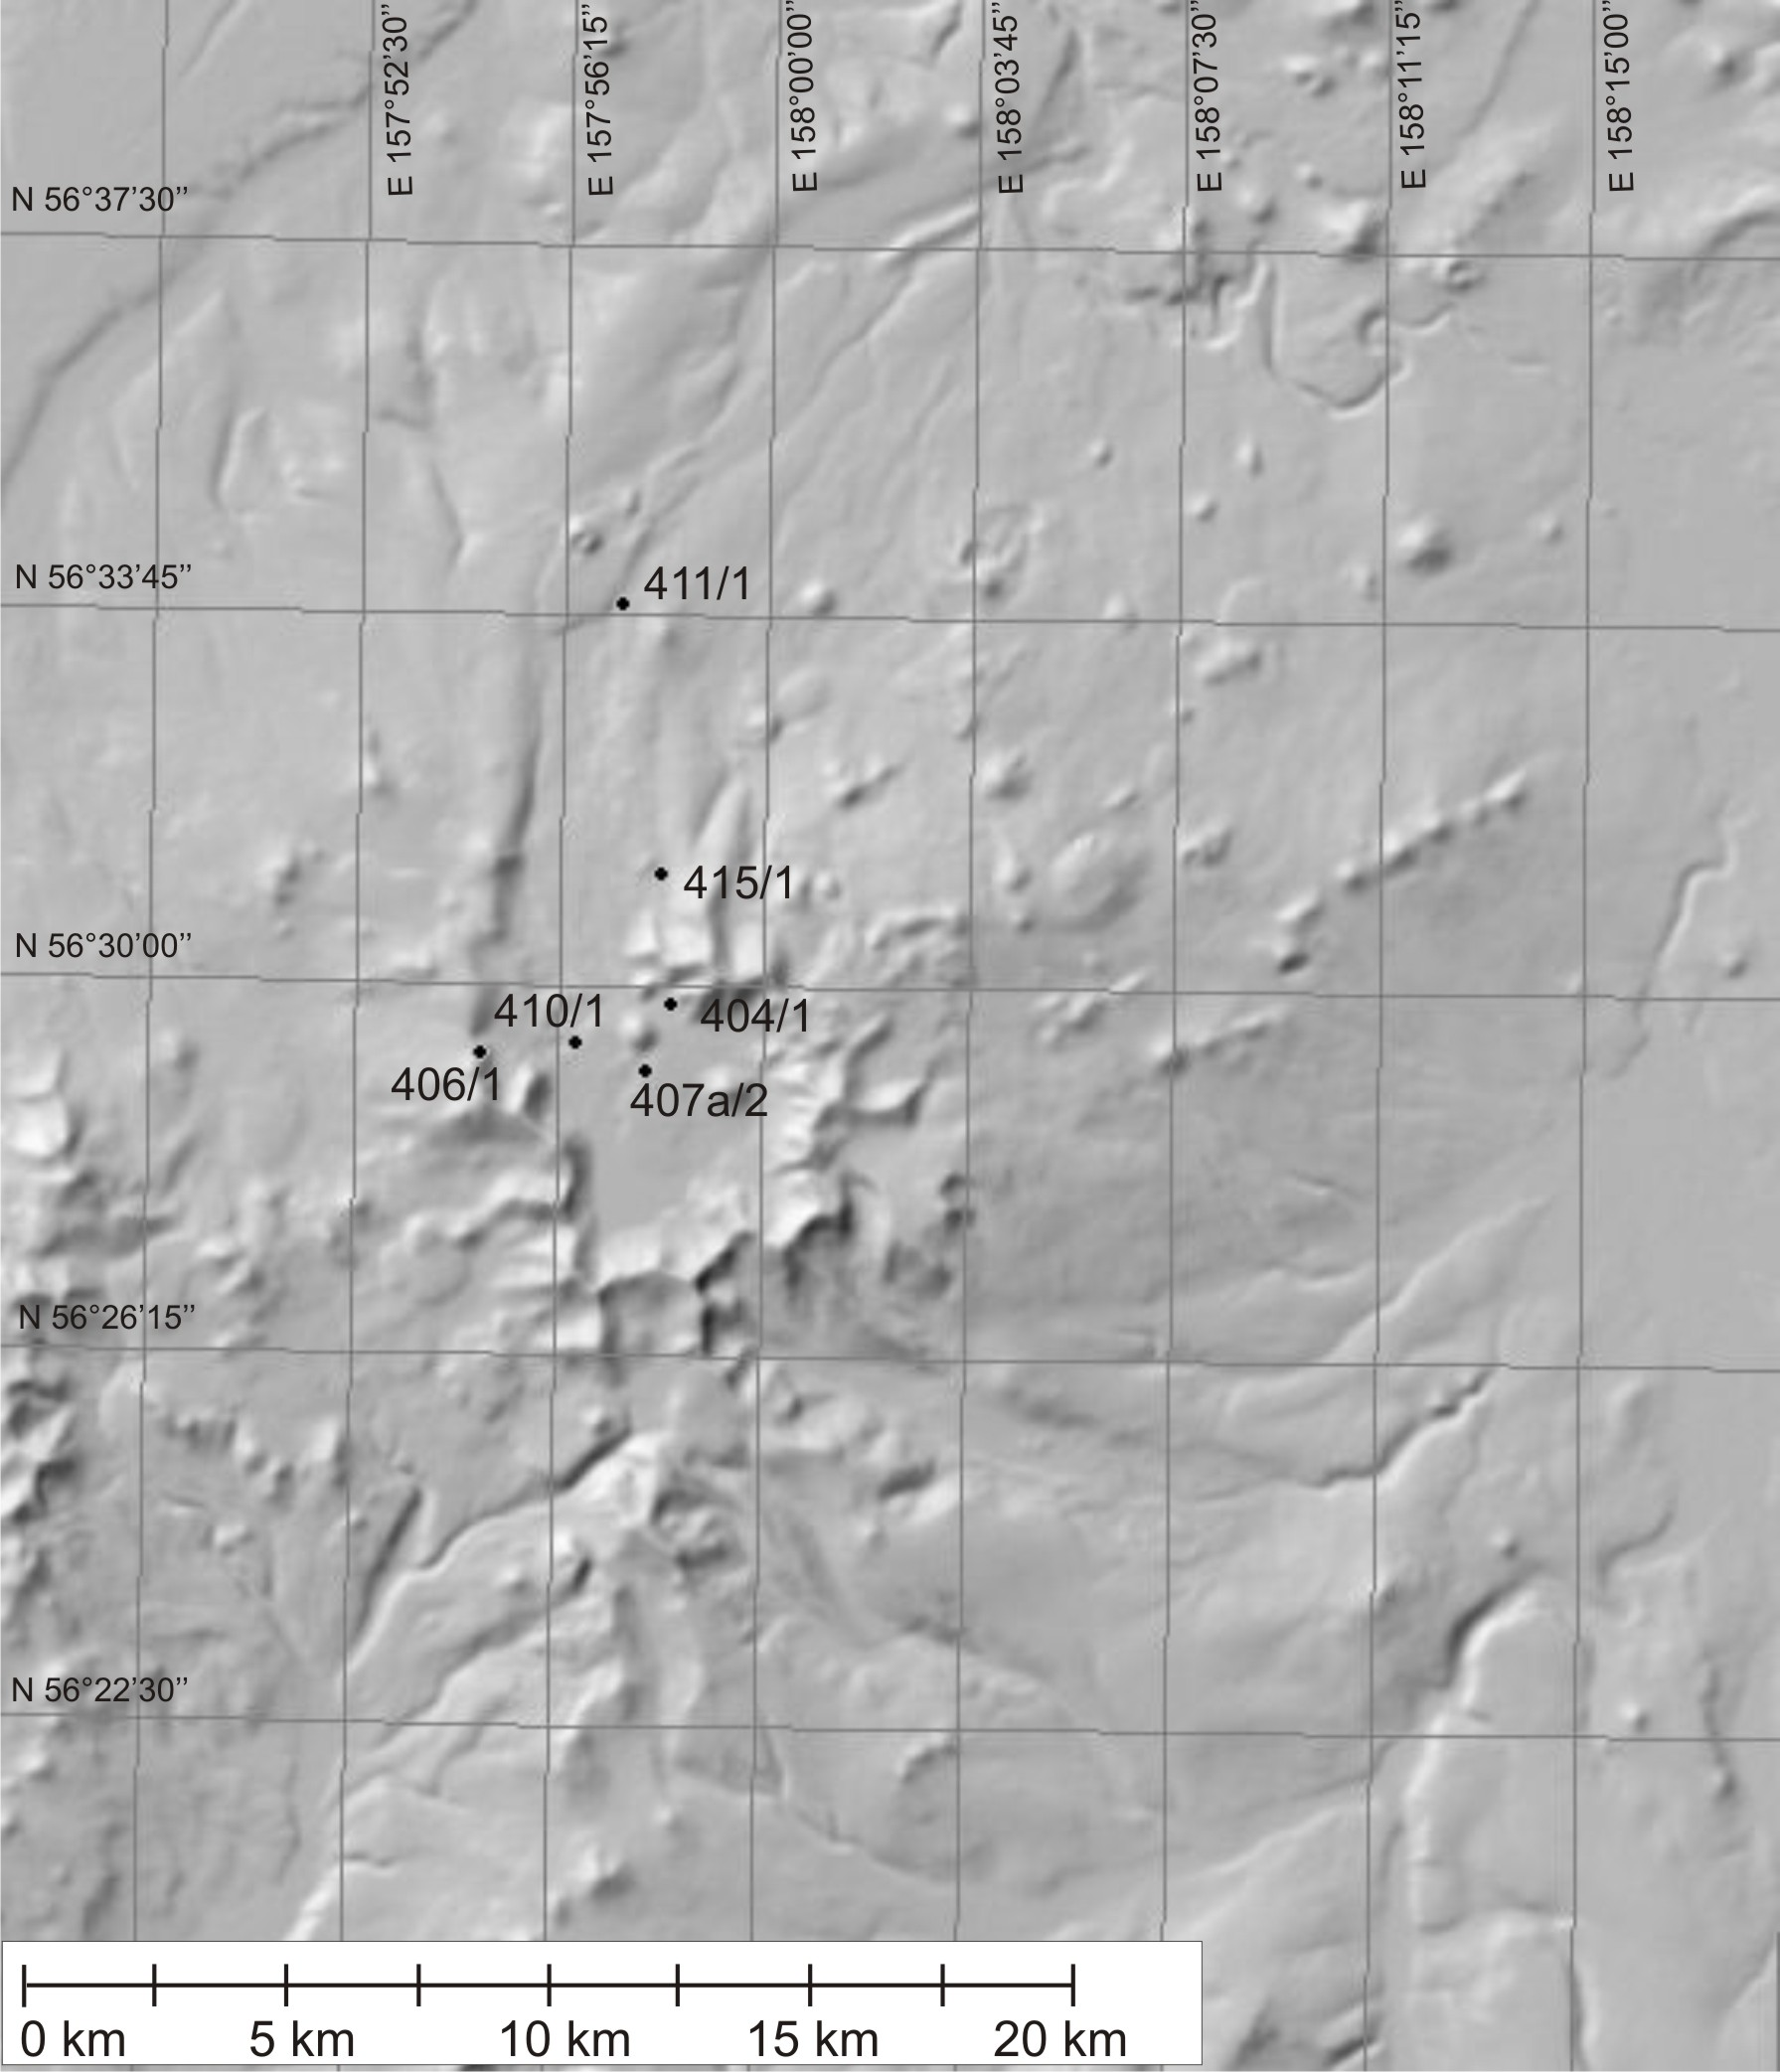 E 157°52’30”
E 157°56’15”
E 158°00’00”
E 158°03’45”
E 158°07’30”
E 158°11’15”
E 158°15’00”
N 56°37’30”
N 56°33’45”
411/1
415/1
N 56°30’00”
410/1
404/1
406/1
407a/2
N 56°26’15”
N 56°22’30”
0 km 5 km 10 km 15 km 20 km